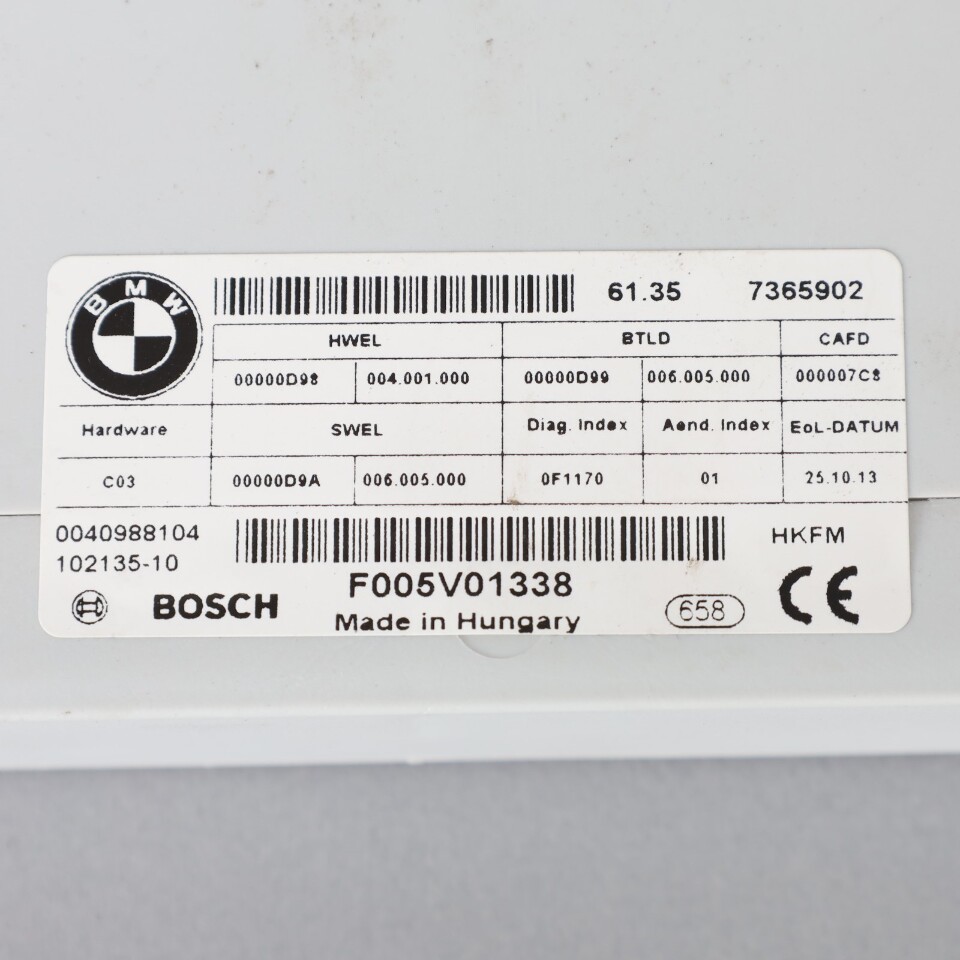 BMW
61.35 7365902
HWEL BTLD CAFD
00000D98 004.001.000 00000D99 006.005.000 000007C8
Hardware SWEL Diag. Index Aend. Index EoL-DATUM
C03 00000D9A 006.005.000 0F1170 01 25.10.13
0040988104 HKFM
102135-10
F005V01338
BOSCH Made in Hungary 658 CE